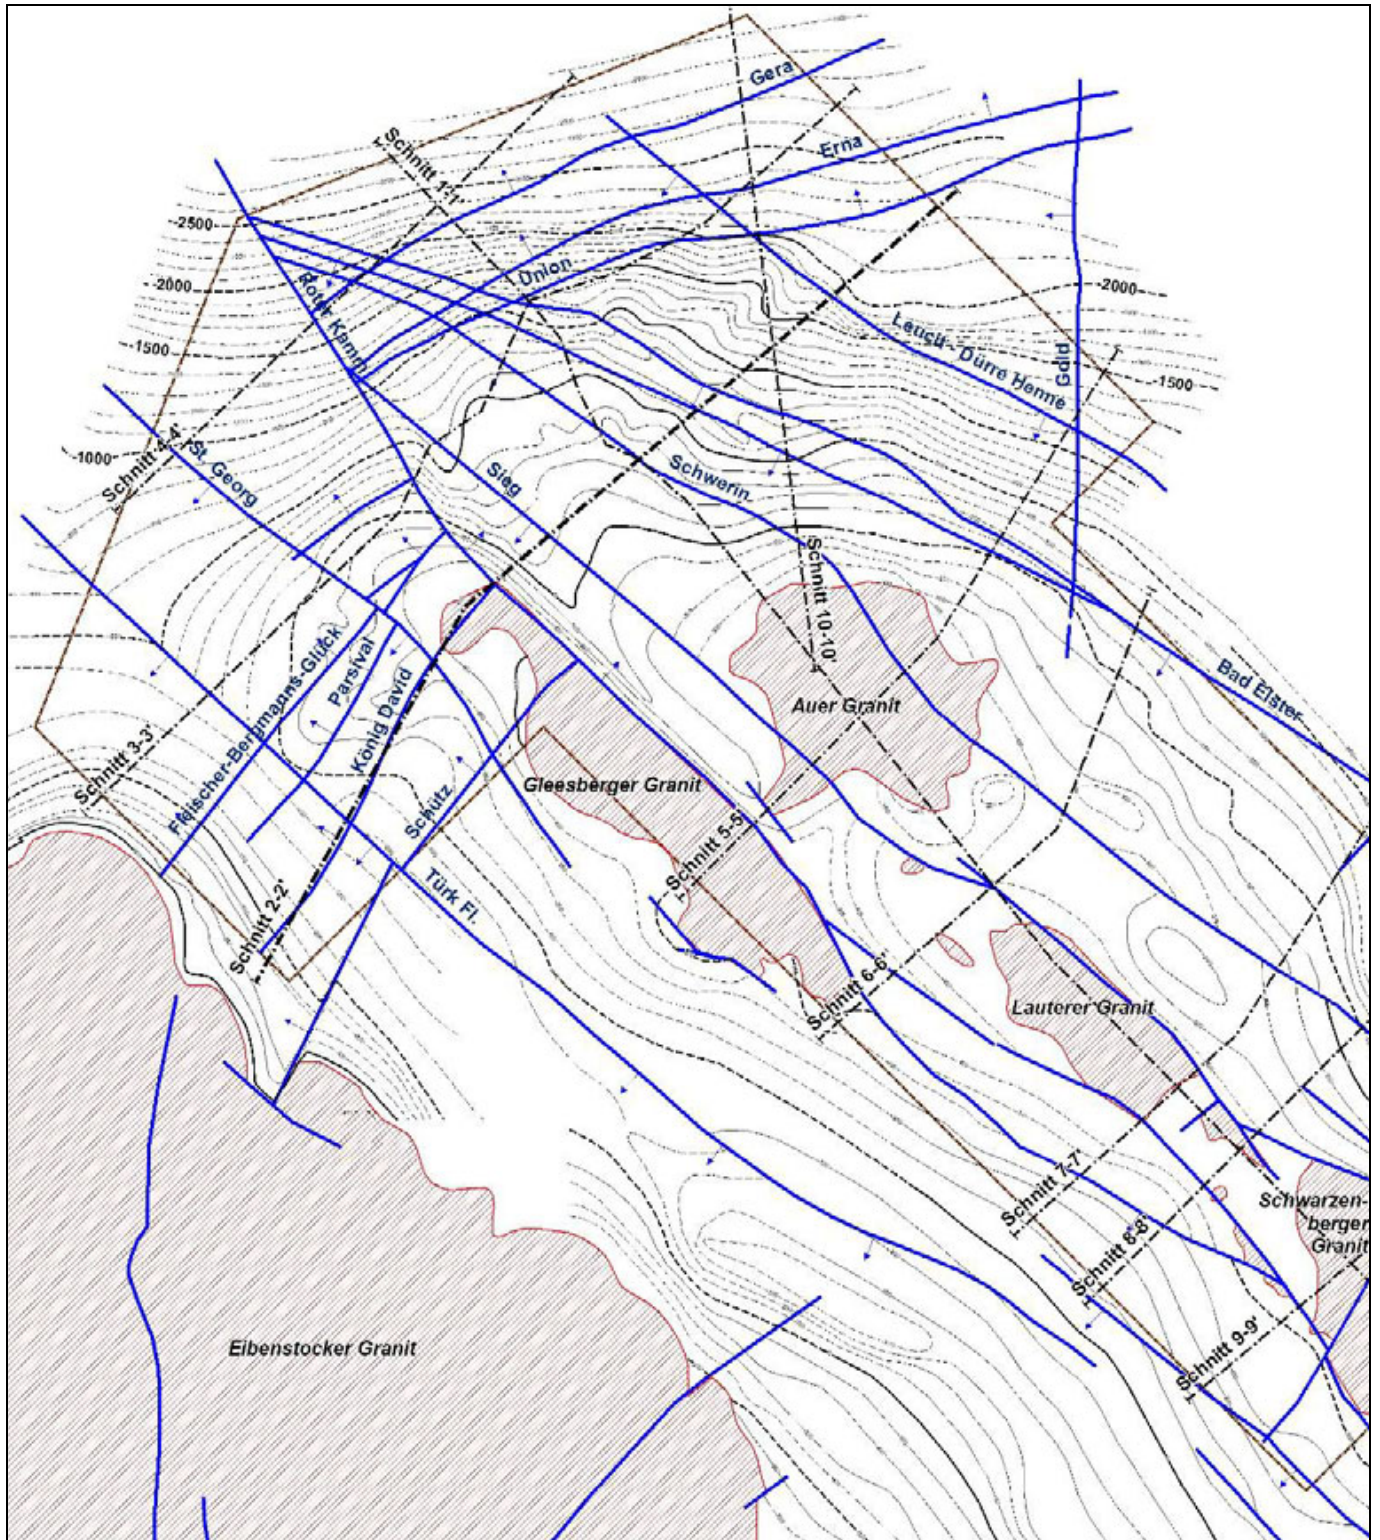 Gera
Schnitt 1-1'
Erna
-2500
Union
-2000
-2000
Roter Kamm
Leucit - Dürre Henne
-1500
Gold
-1500
-1000
Schnitt 4-4'
St. Georg
Sieg
Schwerin
Schnitt 10-10'
Bad Elster
Fleischer-Bergmanns-Glück
Parsival
König David
Auer Granit
Schnitt 3-3'
Gleesberger Granit
Schütz
Schnitt 5-5'
Türk Fl.
Schnitt 2-2'
Schnitt 6-6'
Lauterer Granit
Schnitt 7-7'
Schnitt 8-8'
Schwarzen-
berger
Granit
Eibenstocker Granit
Schnitt 9-9'